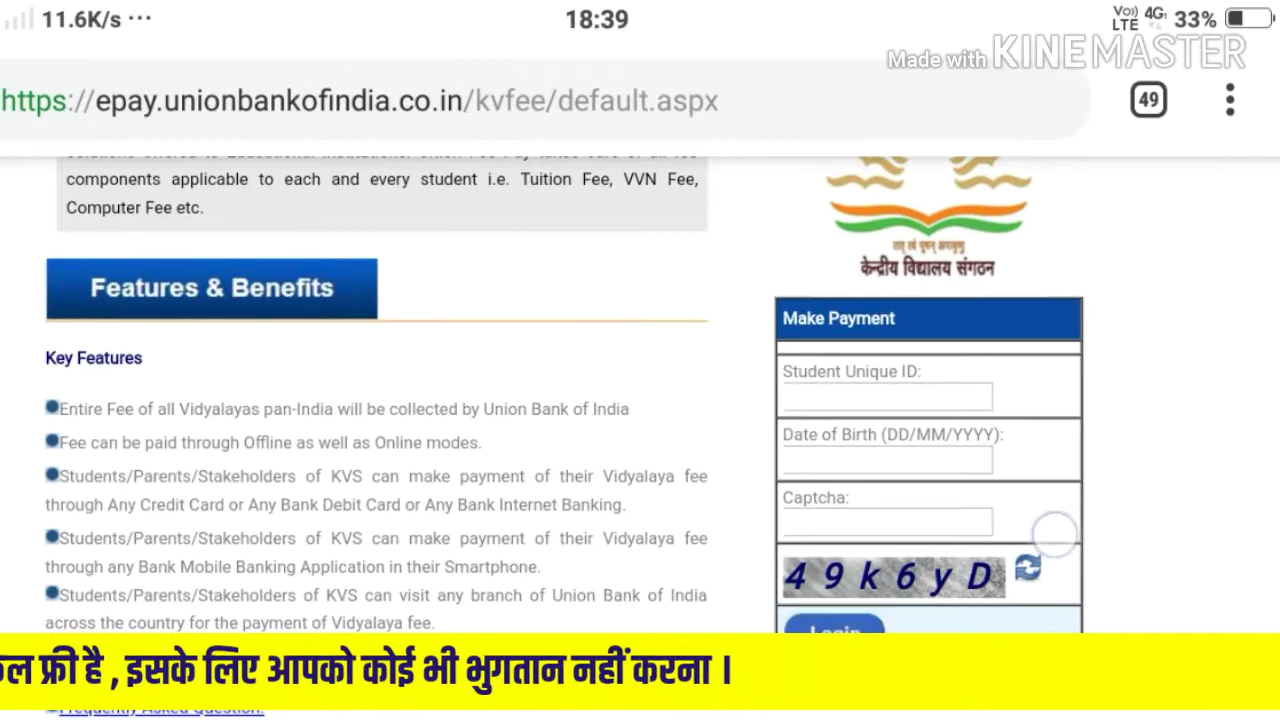 11.6K/s ...
18:39
Vo)) LTE 4G 33%
Made with KINEMASTER
https://epay.unionbankofindia.co.in/kvfee/default.aspx
49
components applicable to each and every student i.e. Tuition Fee, VVN Fee,
Computer Fee etc.
केन्द्रीय विद्यालय संगठन
Features & Benefits
Make Payment
Key Features
Student Unique ID:
Entire Fee of all Vidyalayas pan-India will be collected by Union Bank of India
Date of Birth (DD/MM/YYYY):
Fee can be paid through Offline as well as Online modes.
Students/Parents/Stakeholders of KVS can make payment of their Vidyalaya fee
through Any Credit Card or Any Bank Debit Card or Any Bank Internet Banking.
Captcha:
Students/Parents/Stakeholders of KVS can make payment of their Vidyalaya fee
through any Bank Mobile Banking Application in their Smartphone.
4 9 k 6 y D
Students/Parents/Stakeholders of KVS can visit any branch of Union Bank of India
across the country for the payment of Vidyalaya fee.
Login
फ्री है , इसके लिए आपको कोई भी भुगतान नहीं करना ।
Frequently Asked Question.